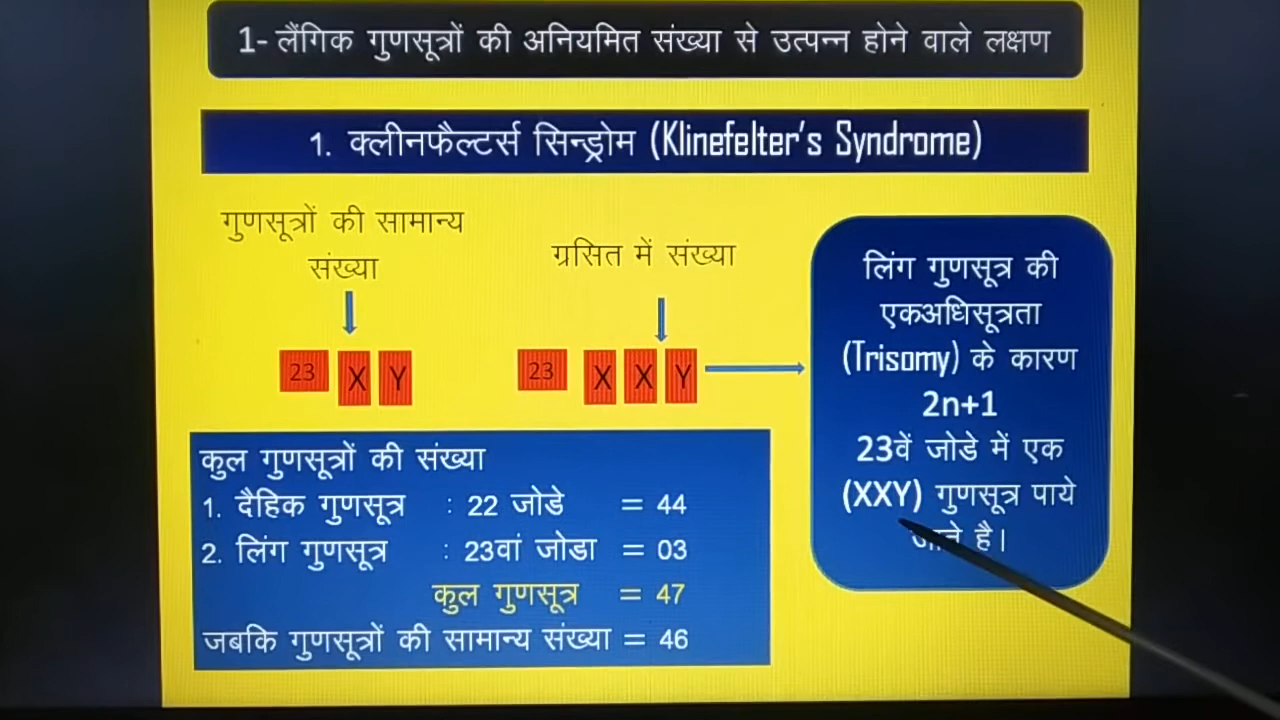 1- लैंगिक गुणसूत्रों की अनियमित संख्या से उत्पन्न होने वाले लक्षण
1. क्लीनफैल्टर्स सिन्ड्रोम (Klinefelter's Syndrome)
गुणसूत्रों की सामान्य
संख्या
ग्रसित में संख्या
23 X Y
23 X X Y
लिंग गुणसूत्र की
एकअधिसूत्रता
(Trisomy) के कारण
2n+1
23वें जोडे में एक
(XXY) गुणसूत्र पाये
जाते है।
कुल गुणसूत्रों की संख्या
1. दैहिक गुणसूत्र : 22 जोडे = 44
2. लिंग गुणसूत्र : 23वां जोडा = 03
कुल गुणसूत्र = 47
जबकि गुणसूत्रों की सामान्य संख्या = 46